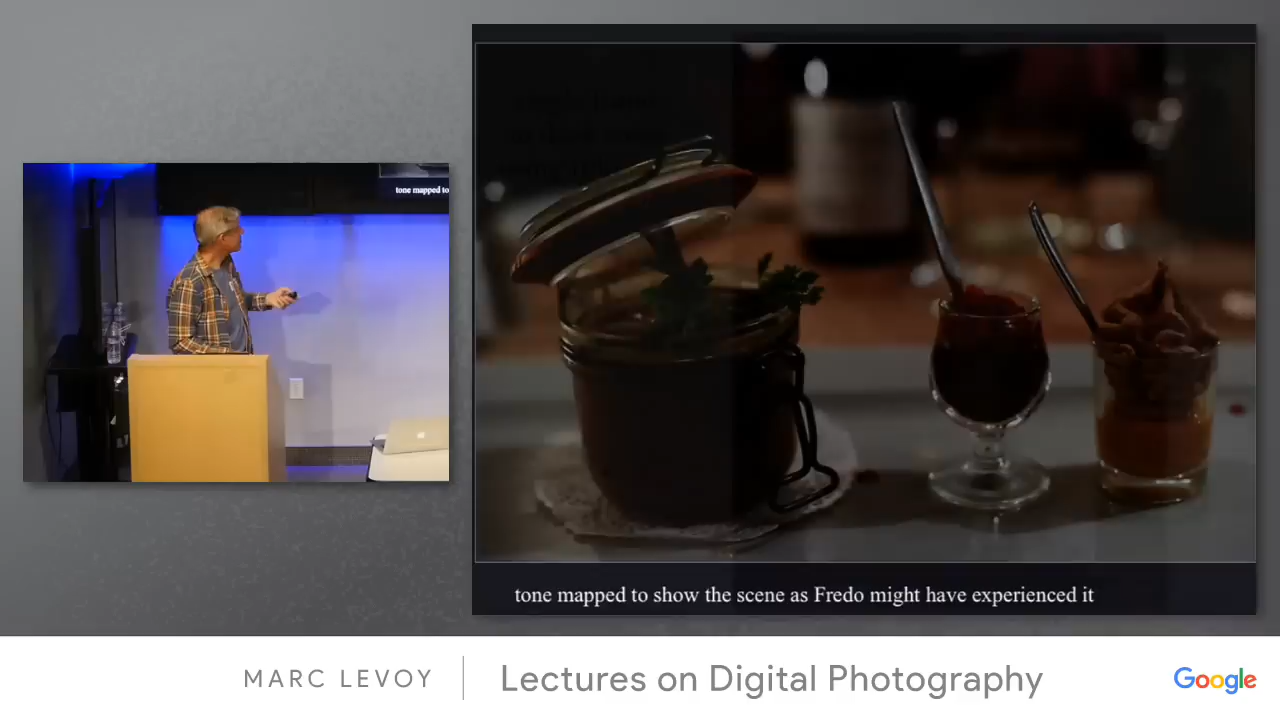 tone mapped to
tone mapped to show the scene as Fredo might have experienced it
MARC LEVOY
Lectures on Digital Photography
Google